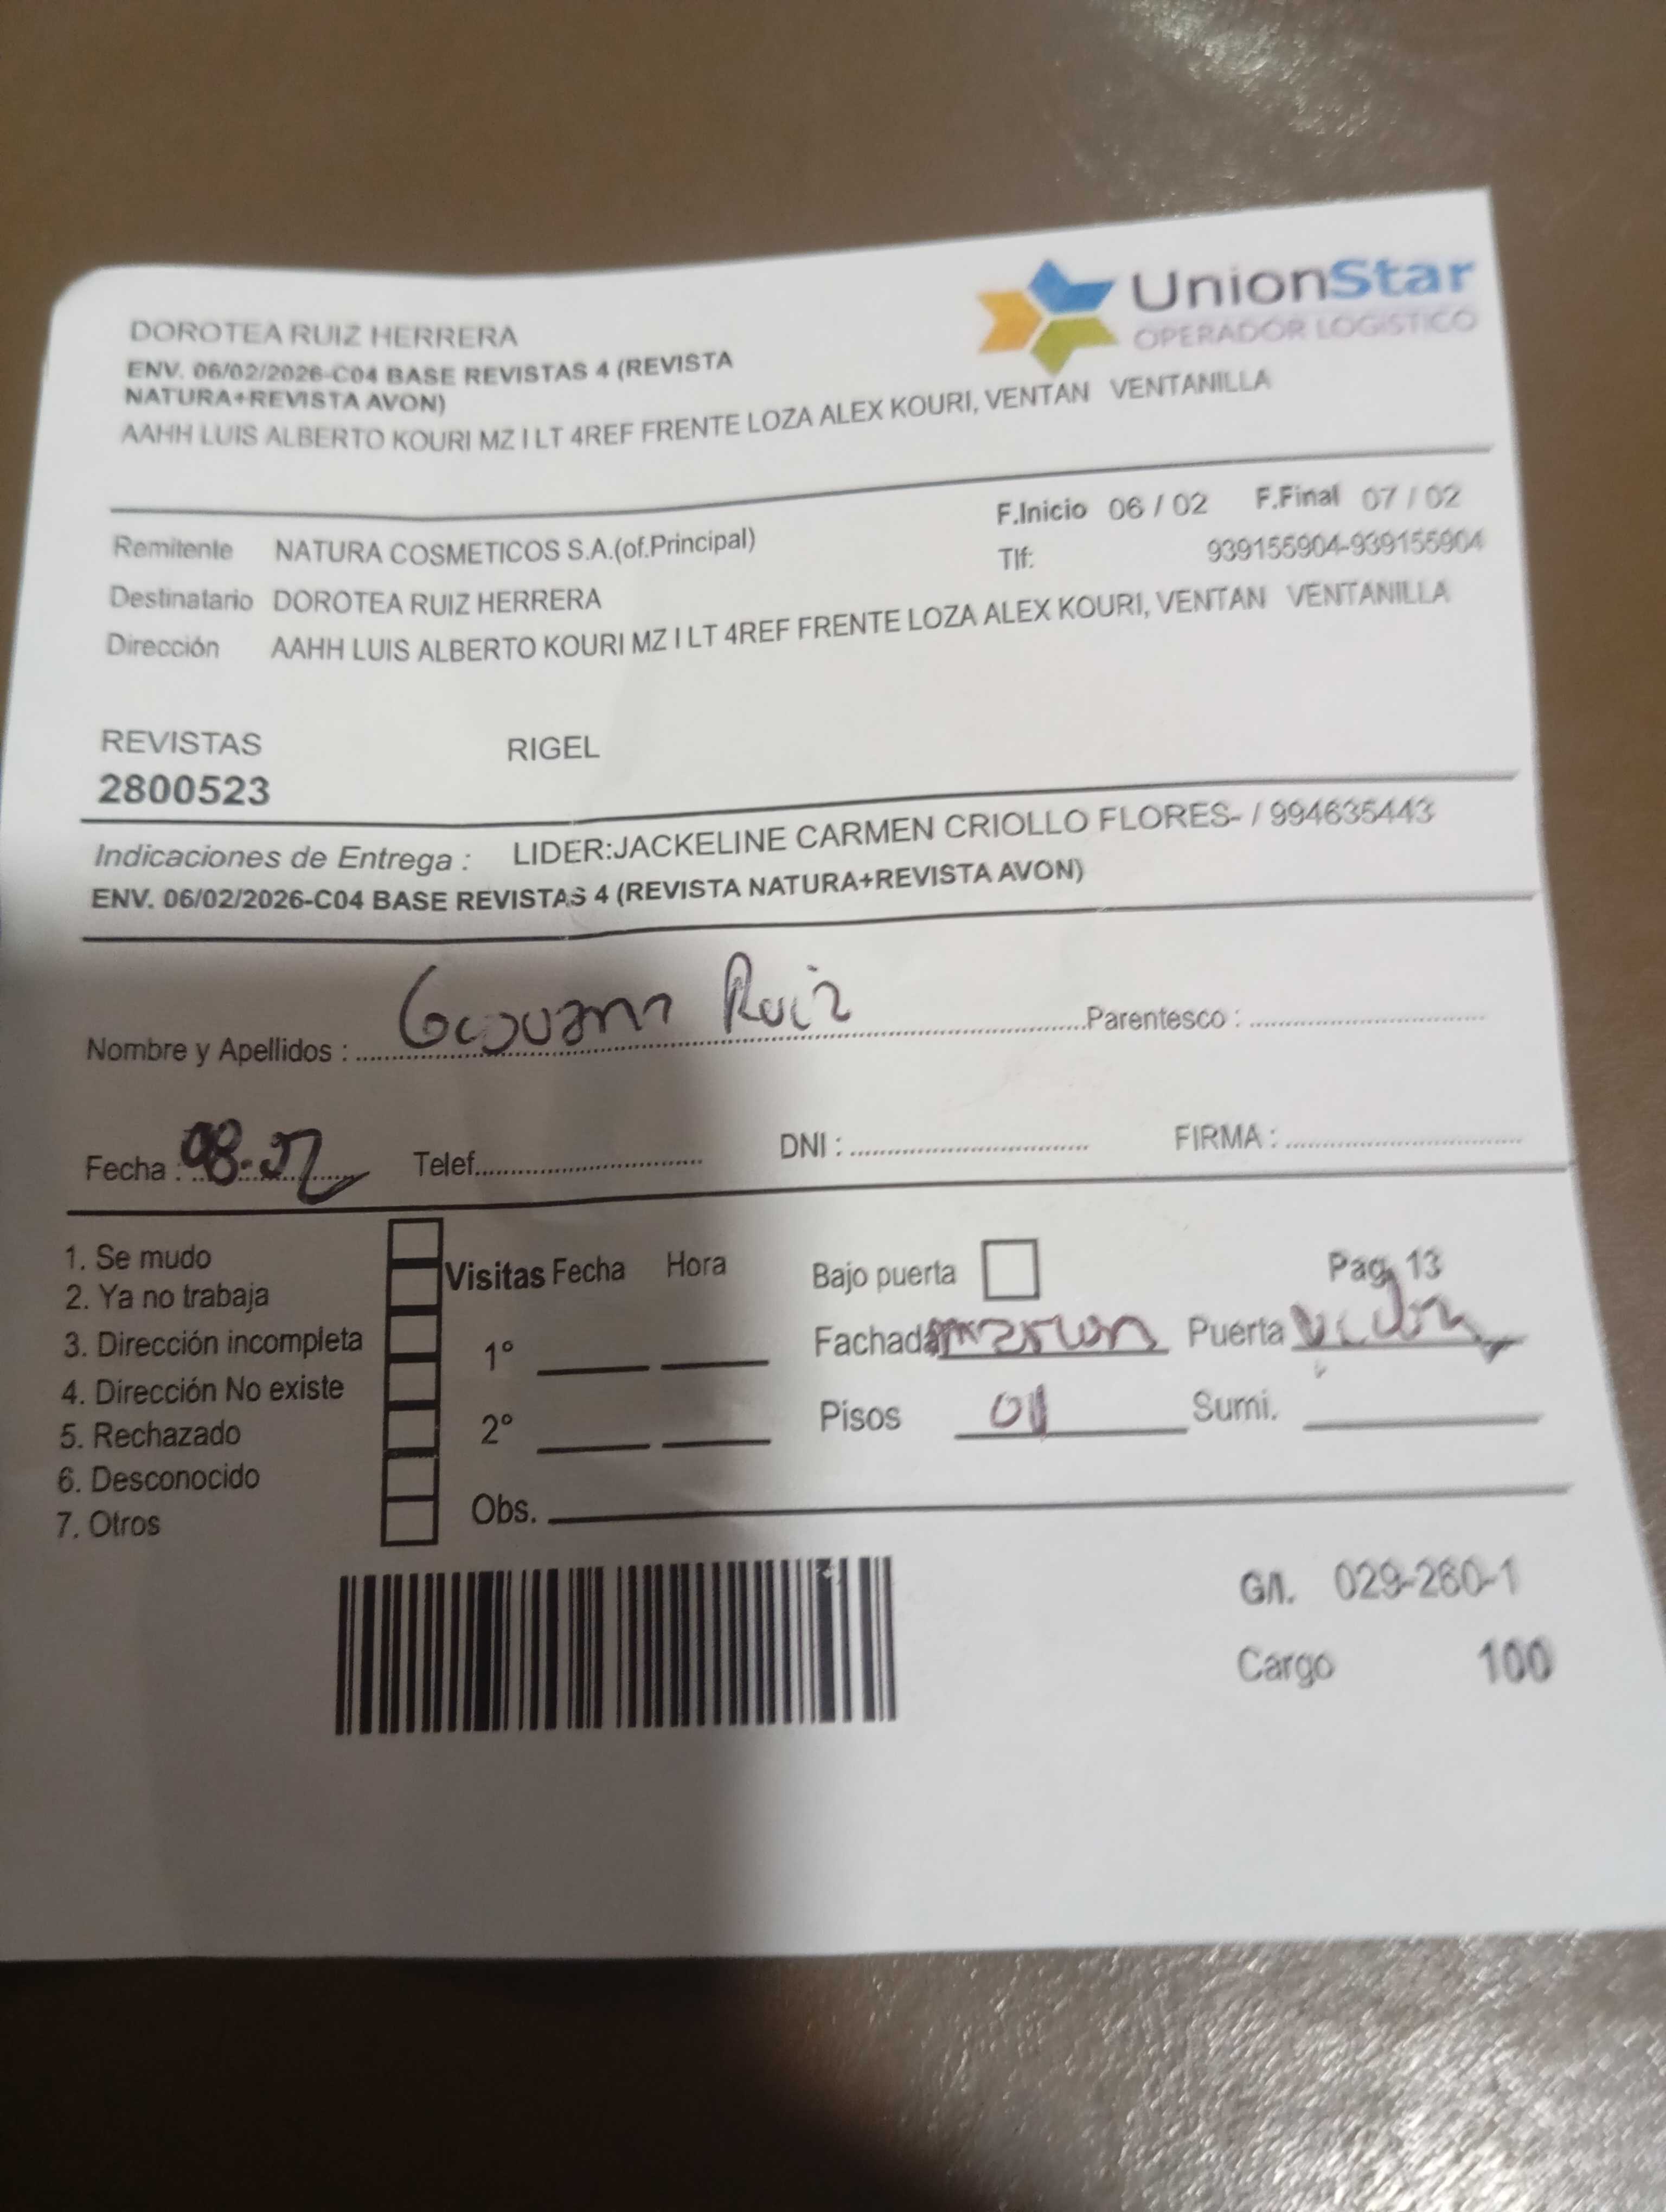 UnionStar
OPERADOR LOGISTICO
DOROTEA RUIZ HERRERA
ENV. 06/02/2026-C04 BASE REVISTAS 4 (REVISTA
NATURA+REVISTA AVON)
AAHH LUIS ALBERTO KOURI MZ I LT 4REF FRENTE LOZA ALEX KOURI, VENTAN VENTANILLA
F.Inicio 06 / 02 F.Final 07 / 02
Remitente NATURA COSMETICOS S.A.(of.Principal) Tlf: 939155904-939155904
Destinatario DOROTEA RUIZ HERRERA
Dirección AAHH LUIS ALBERTO KOURI MZ I LT 4REF FRENTE LOZA ALEX KOURI, VENTAN VENTANILLA
REVISTAS RIGEL
2800523
Indicaciones de Entrega : LIDER:JACKELINE CARMEN CRIOLLO FLORES- / 994635443
ENV. 06/02/2026-C04 BASE REVISTAS 4 (REVISTA NATURA+REVISTA AVON)
Nombre y Apellidos : Ruiz Parentesco :
Fecha : 08-02 Telef. DNI : FIRMA :
1. Se mudo
2. Ya no trabaja
3. Dirección incompleta
4. Dirección No existe
5. Rechazado
6. Desconocido
7. Otros
Visitas Fecha Hora
1°
2°
Obs.
Bajo puerta Pag. 13
Fachada Puerta
Pisos 01 Sumi.
G/I. 029-260-1
Cargo 100